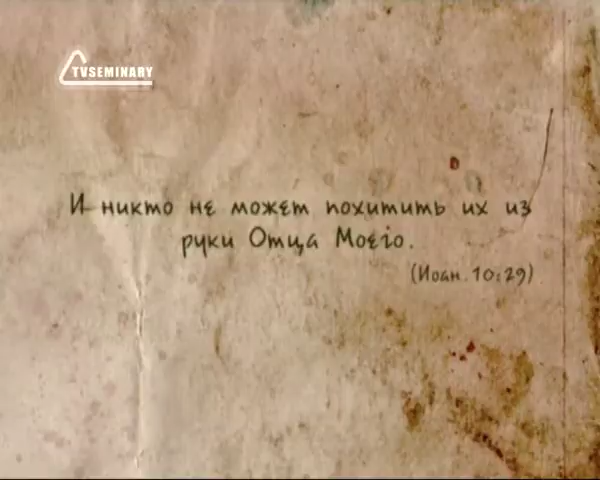 TVSEMINARY
И никто не может похитить их из
руки Отца Моего.
(Иоан. 10:29)